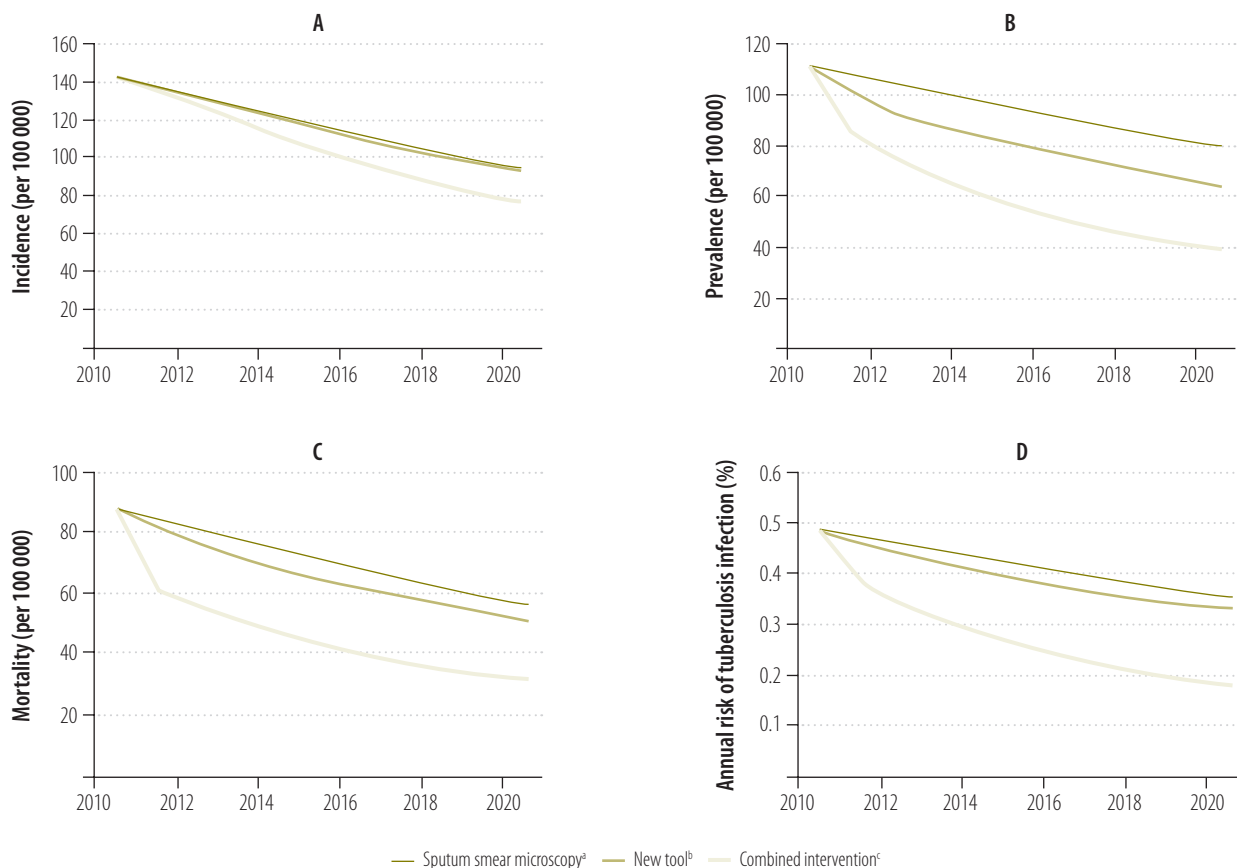 A
Incidence (per 100 000)
160
140
120
100
80
60
40
20
2010 2012 2014 2016 2018 2020
B
Prevalence (per 100 000)
120
100
80
60
40
20
2010 2012 2014 2016 2018 2020
C
Mortality (per 100 000)
100
80
60
40
20
2010 2012 2014 2016 2018 2020
D
Annual risk of tuberculosis infection (%)
0.6
0.5
0.4
0.3
0.2
0.1
2010 2012 2014 2016 2018 2020
Sputum smear microscopyᵃ New toolᵇ Combined interventionᶜ